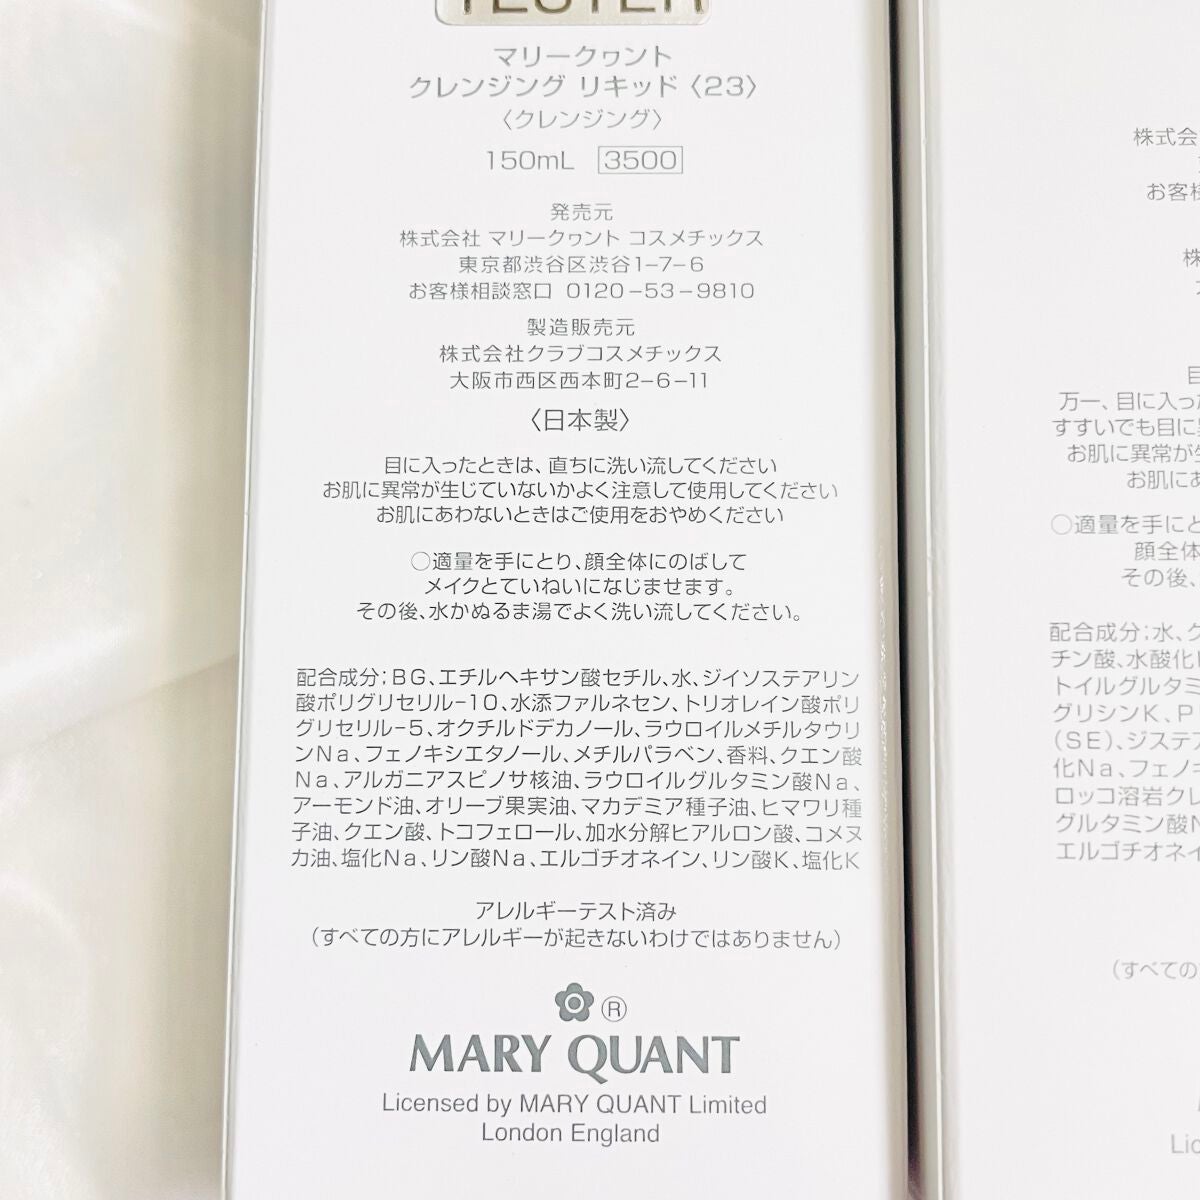 TESTER
マリークヮント
クレンジング リキッド〈23〉
〈クレンジング〉
150mL 3500
発売元
株式会社 マリークヮント コスメチックス
東京都渋谷区渋谷1-7-6
お客様相談窓口 0120-53-9810
製造販売元
株式会社クラブコスメチックス
大阪市西区西本町2-6-11
〈日本製〉
目に入ったときは、直ちに洗い流してください
お肌に異常が生じていないかよく注意して使用してください
お肌にあわないときはご使用をおやめください
○適量を手にとり、顔全体にのばして
メイクとていねいになじませます。
その後、水かぬるま湯でよく洗い流してください。
配合成分:BG、エチルヘキサン酸セチル、水、ジイソステアリン
酸ポリグリセリル-10、水添ファルネセン、トリオレイン酸ポリ
グリセリル-5、オクチルドデカノール、ラウロイルメチルタウリ
ンNa、フェノキシエタノール、メチルパラベン、香料、クエン酸
Na、アルガニアスピノサ核油、ラウロイルグルタミン酸Na、
アーモンド油、オリーブ果実油、マカデミア種子油、ヒマワリ種
子油、クエン酸、トコフェロール、加水分解ヒアルロン酸、コメヌ
カ油、塩化Na、リン酸Na、エルゴチオネイン、リン酸K、塩化K
アレルギーテスト済み
(すべての方にアレルギーが起きないわけではありません)
®
MARY QUANT
Licensed by MARY QUANT Limited
London England
株式会
お客様
株
目
万一、目に入った
すすいでも目に異
お肌に異常が生
お肌にあ
○適量を手にと
顔全体
その後、
配合成分:水、ク
チン酸、水酸化
トイルグルタミ
グリシンK、P
(SE)、ジステア
化Na、フェノキ
ロッコ溶岩クレ
グルタミン酸N
エルゴチオネイ
(すべての
Lic